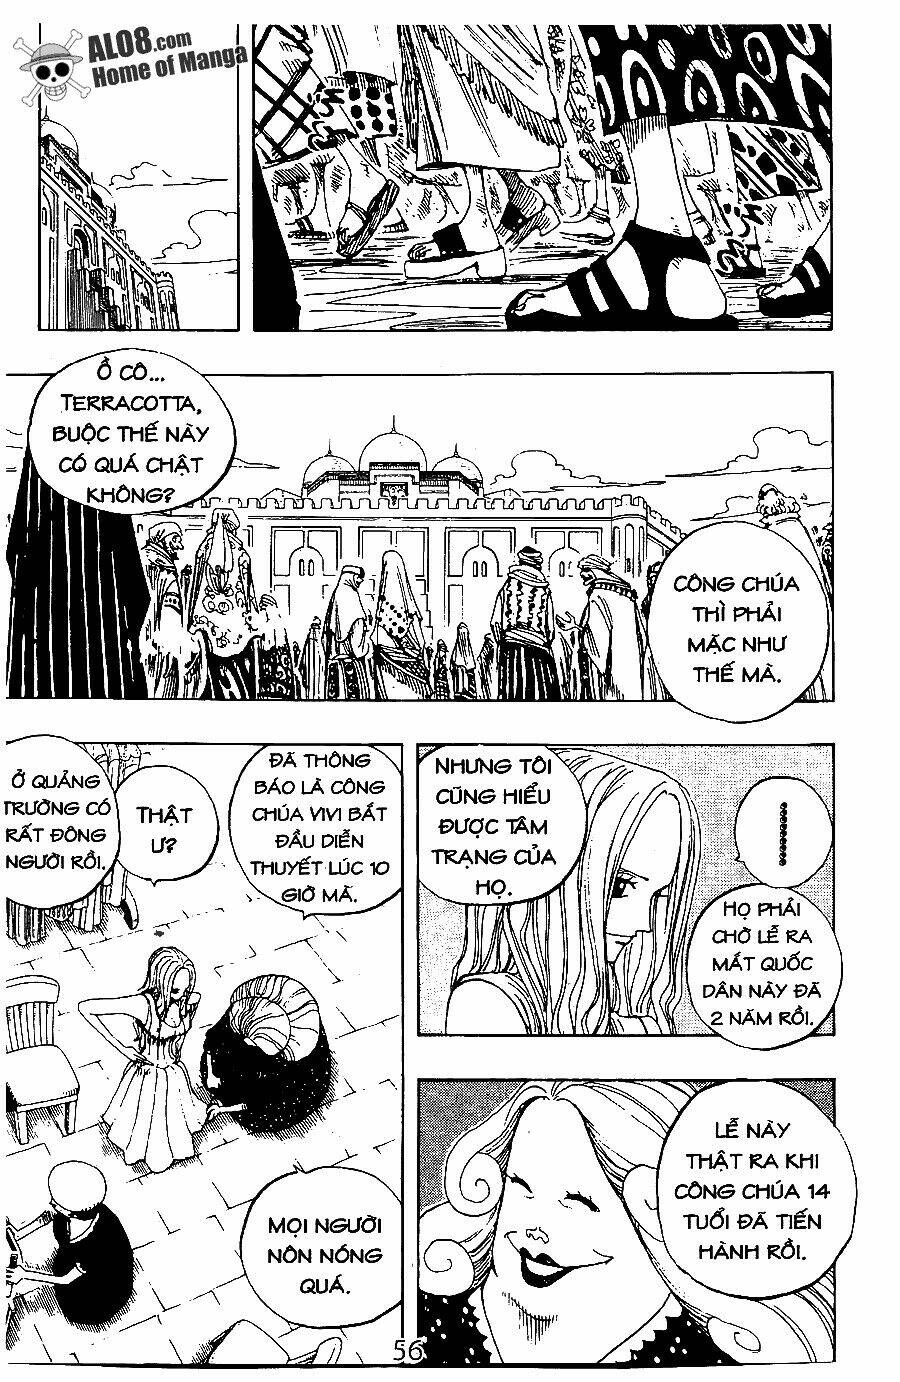 AL08.com
Home of Manga
Ồ CÔ...
TERRACOTTA,
BUỘC THẾ NÀY
CÓ QUÁ CHẬT
KHÔNG?
CÔNG CHÚA
THÌ PHẢI
MẶC NHƯ
THẾ MÀ.
Ở QUẢNG
TRƯỜNG CÓ
RẤT ĐÔNG
NGƯỜI RỒI.
THẬT
Ư?
ĐÃ THÔNG
BÁO LÀ CÔNG
CHÚA VIVI BẮT
ĐẦU DIỄN
THUYẾT LÚC 10
GIỜ MÀ.
MỌI NGƯỜI
NÔN NÓNG
QUÁ.
NHƯNG TÔI
CŨNG HIỂU
ĐƯỢC TÂM
TRẠNG CỦA
HỌ.
HỌ PHẢI
CHỜ LỄ RA
MẮT QUỐC
DÂN NÀY ĐÃ
2 NĂM RỒI.
LỄ NÀY
THẬT RA KHI
CÔNG CHÚA 14
TUỔI ĐÃ TIẾN
HÀNH RỒI.
56